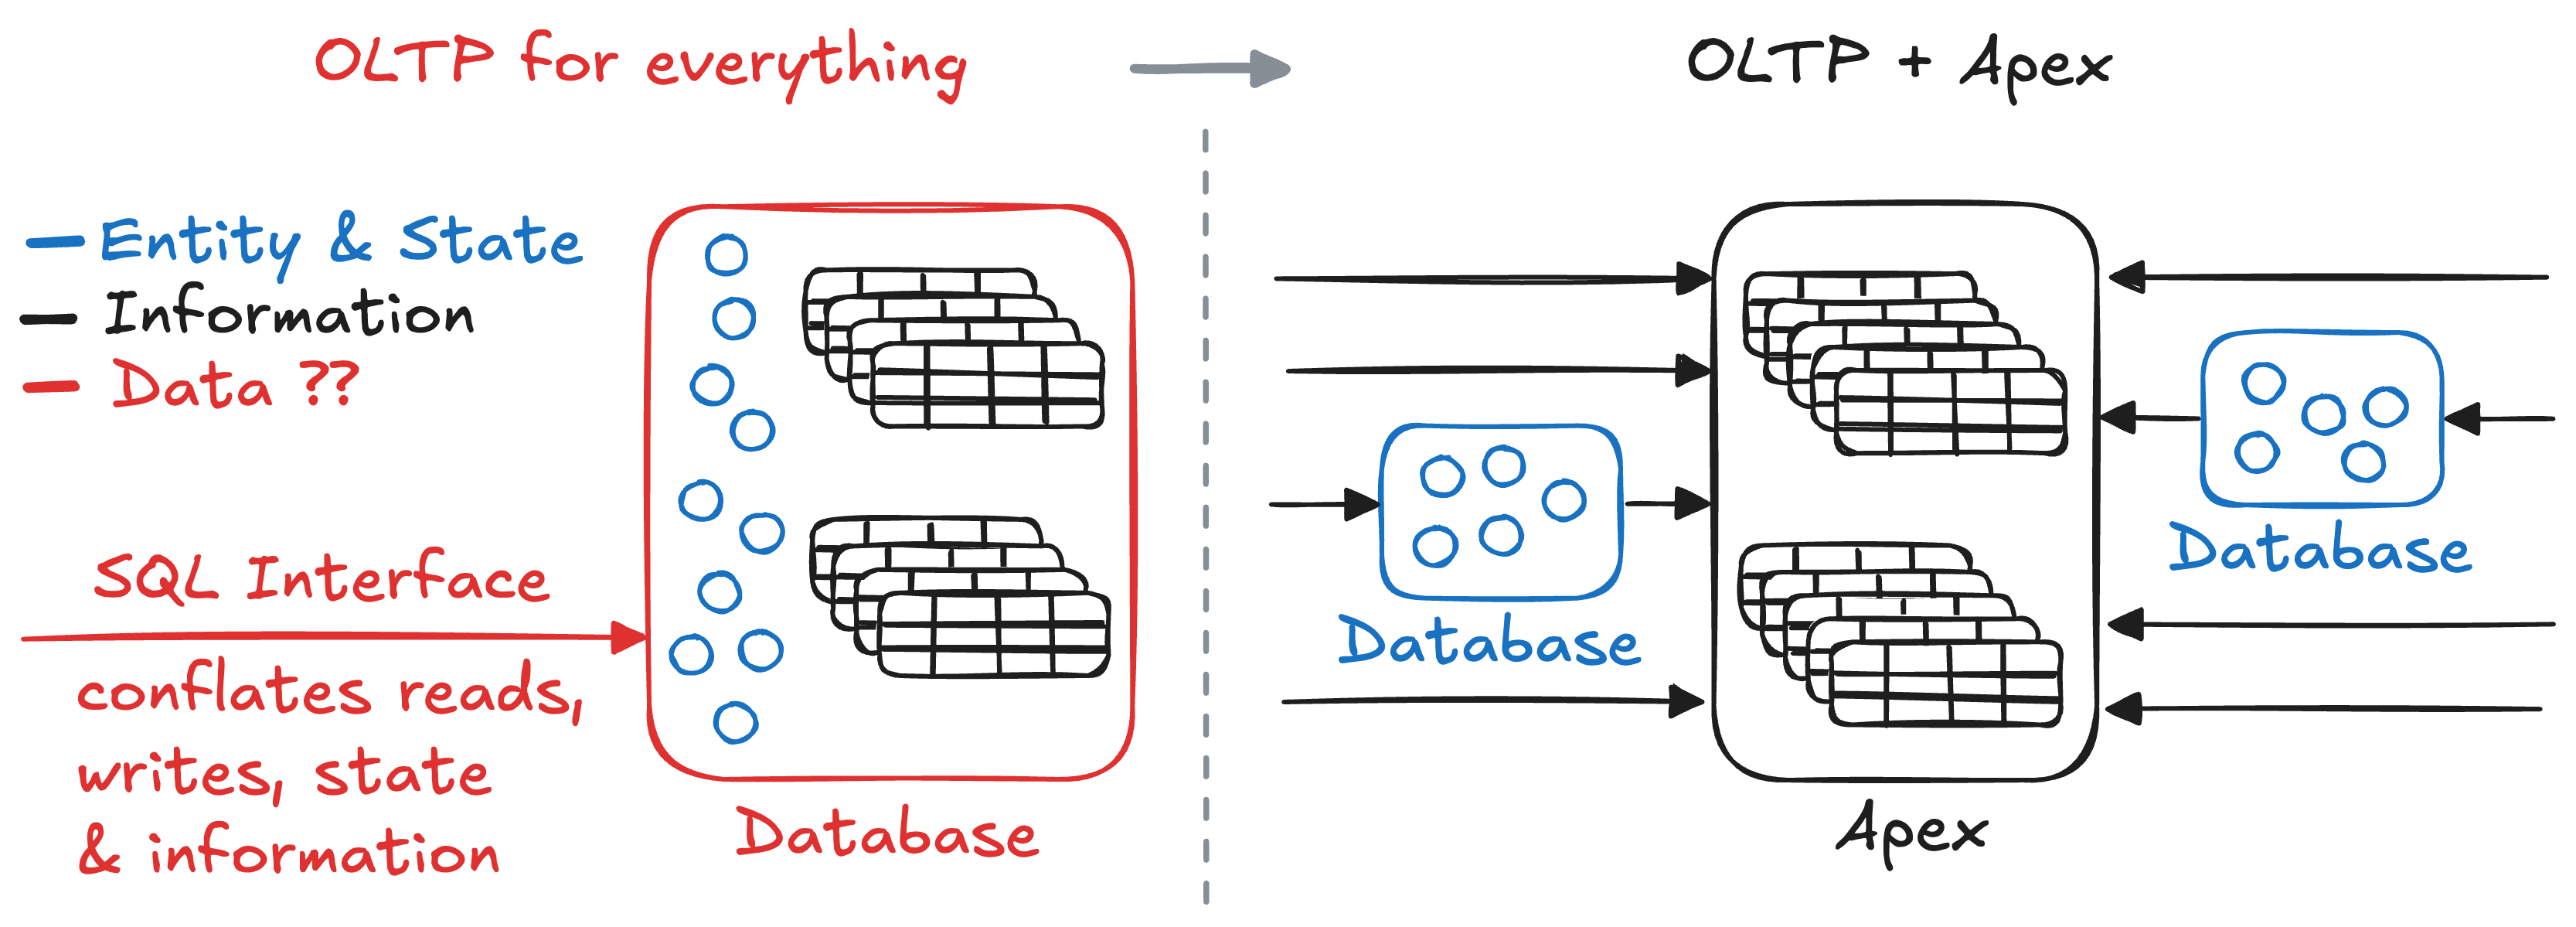 OLTP for everything
OLTP + Apex
Entity & State
Information
Data ??
SQL Interface
conflates reads,
writes, state
& information
Database
Database
Database
Apex